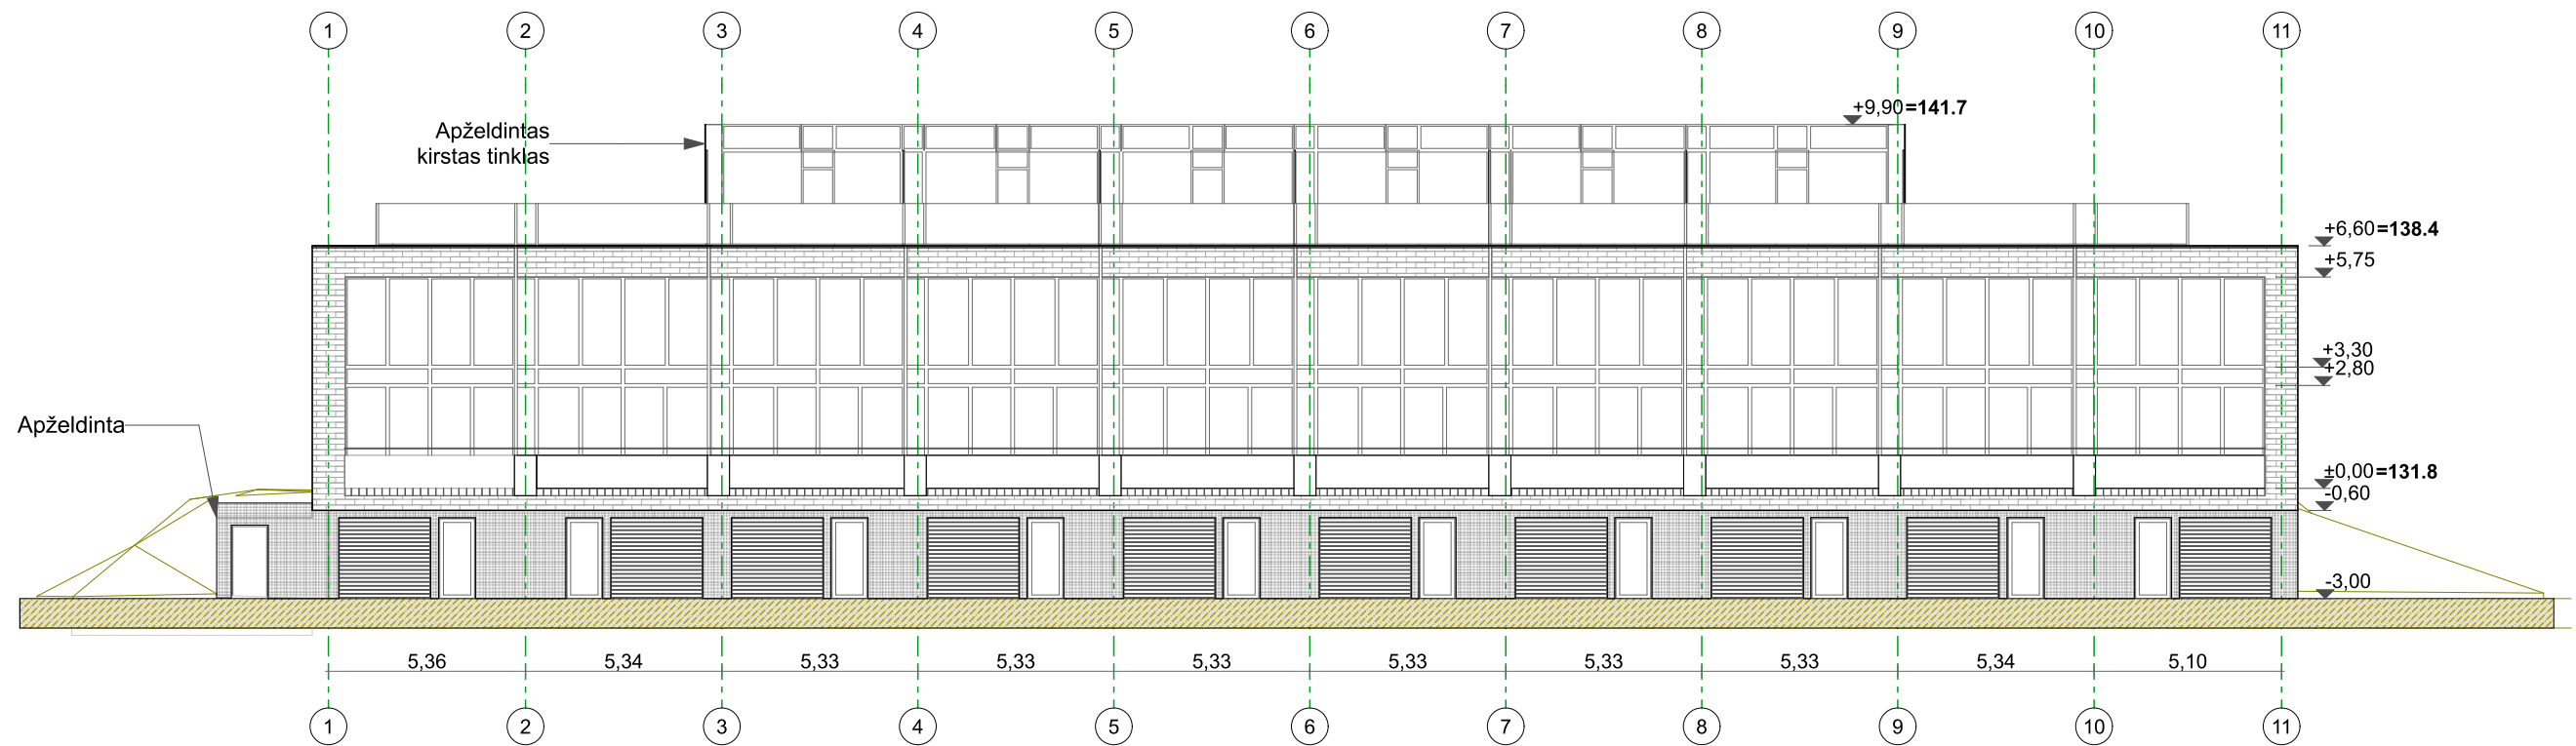 1 2 3 4 5 6 7 8 9 10 11
+9,90=141.7
Apželdintas
kirstas tinklas
+6,60=138.4
+5,75
+3,30
+2,80
Apželdinta
±0,00=131.8
-0,60
-3,00
5,36 5,34 5,33 5,33 5,33 5,33 5,33 5,33 5,34 5,10
1 2 3 4 5 6 7 8 9 10 11